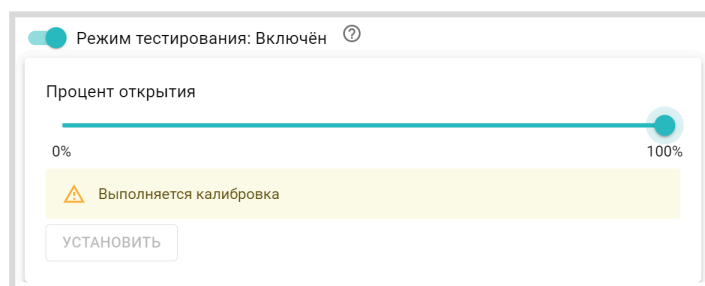 Режим тестирования: Включён
Процент открытия
0% 100%
Выполняется калибровка
УСТАНОВИТЬ